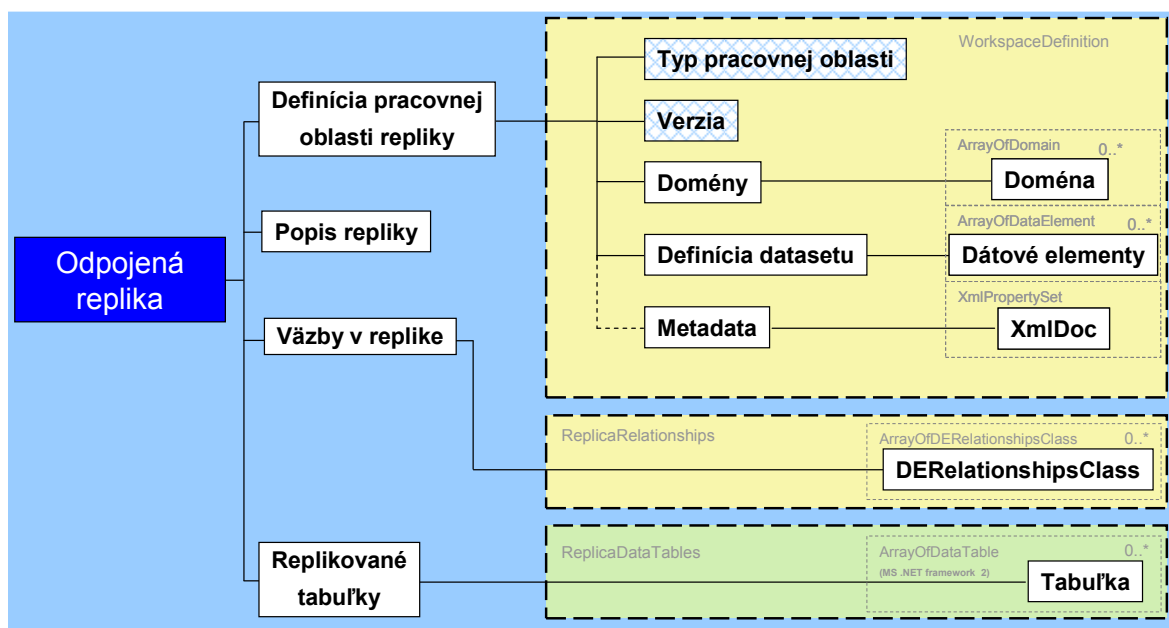 WorkspaceDefinition
Typ pracovnej oblasti
Definícia pracovnej
oblasti repliky
Verzia
ArrayOfDomain 0..*
Domény
Doména
Popis repliky
ArrayOfDataElement 0..*
Odpojená
replika
Definícia datasetu
Dátové elementy
XmlPropertySet
Metadata
XmlDoc
Väzby v replike
ReplicaRelationships
ArrayOfDERelationshipsClass 0..*
DERelationshipsClass
Replikované
tabuľky
ReplicaDataTables
ArrayOfDataTable 0..*
(MS .NET framework 2)
Tabuľka